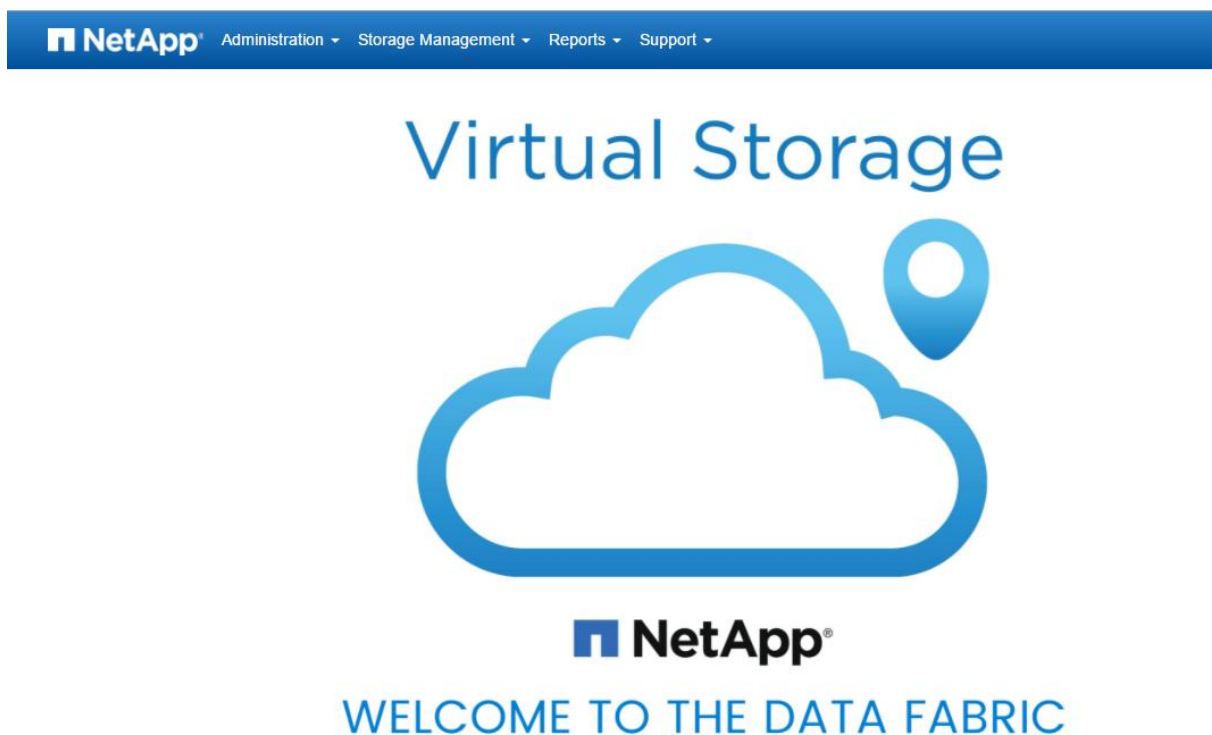 NetApp® Administration Storage Management Reports Support
Virtual Storage
NetApp®
WELCOME TO THE DATA FABRIC